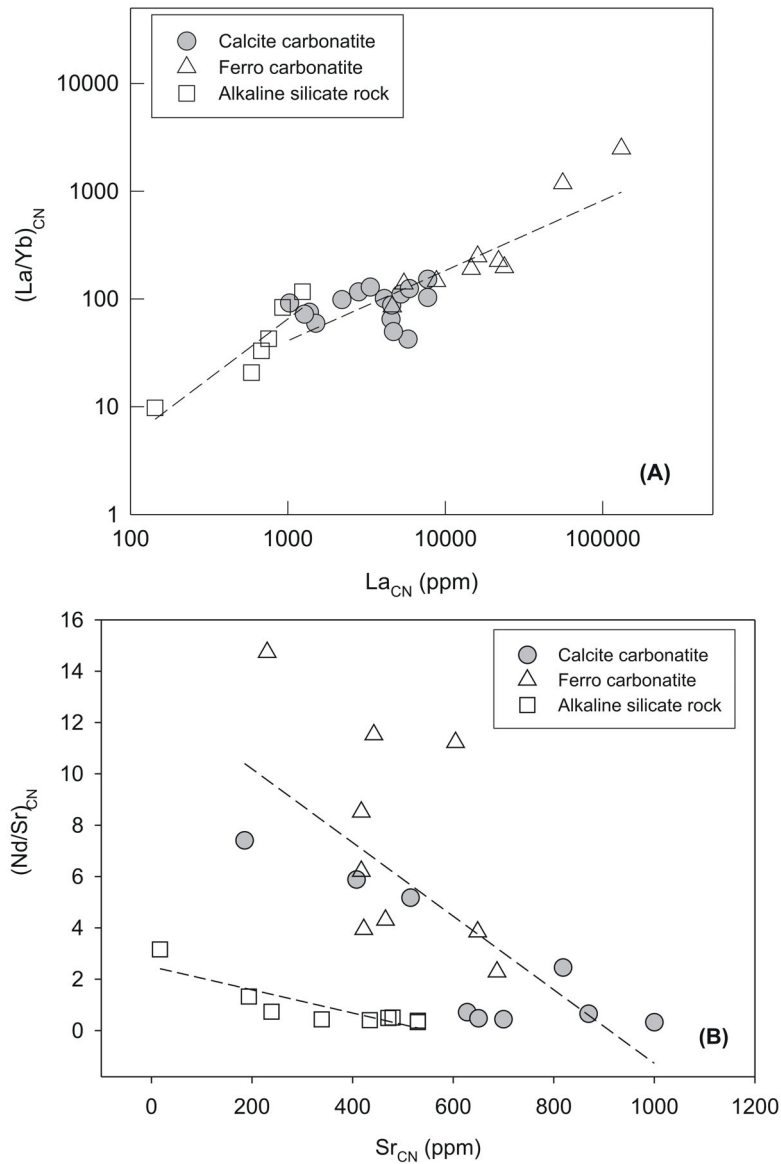 Calcite carbonatite
Ferro carbonatite
Alkaline silicate rock
10000
1000
100
10
1
(La/Yb)CN
(A)
100 1000 10000 100000
LaCN (ppm)
16
14
12
10
8
6
4
2
0
(Nd/Sr)CN
Calcite carbonatite
Ferro carbonatite
Alkaline silicate rock
(B)
0 200 400 600 800 1000 1200
SrCN (ppm)